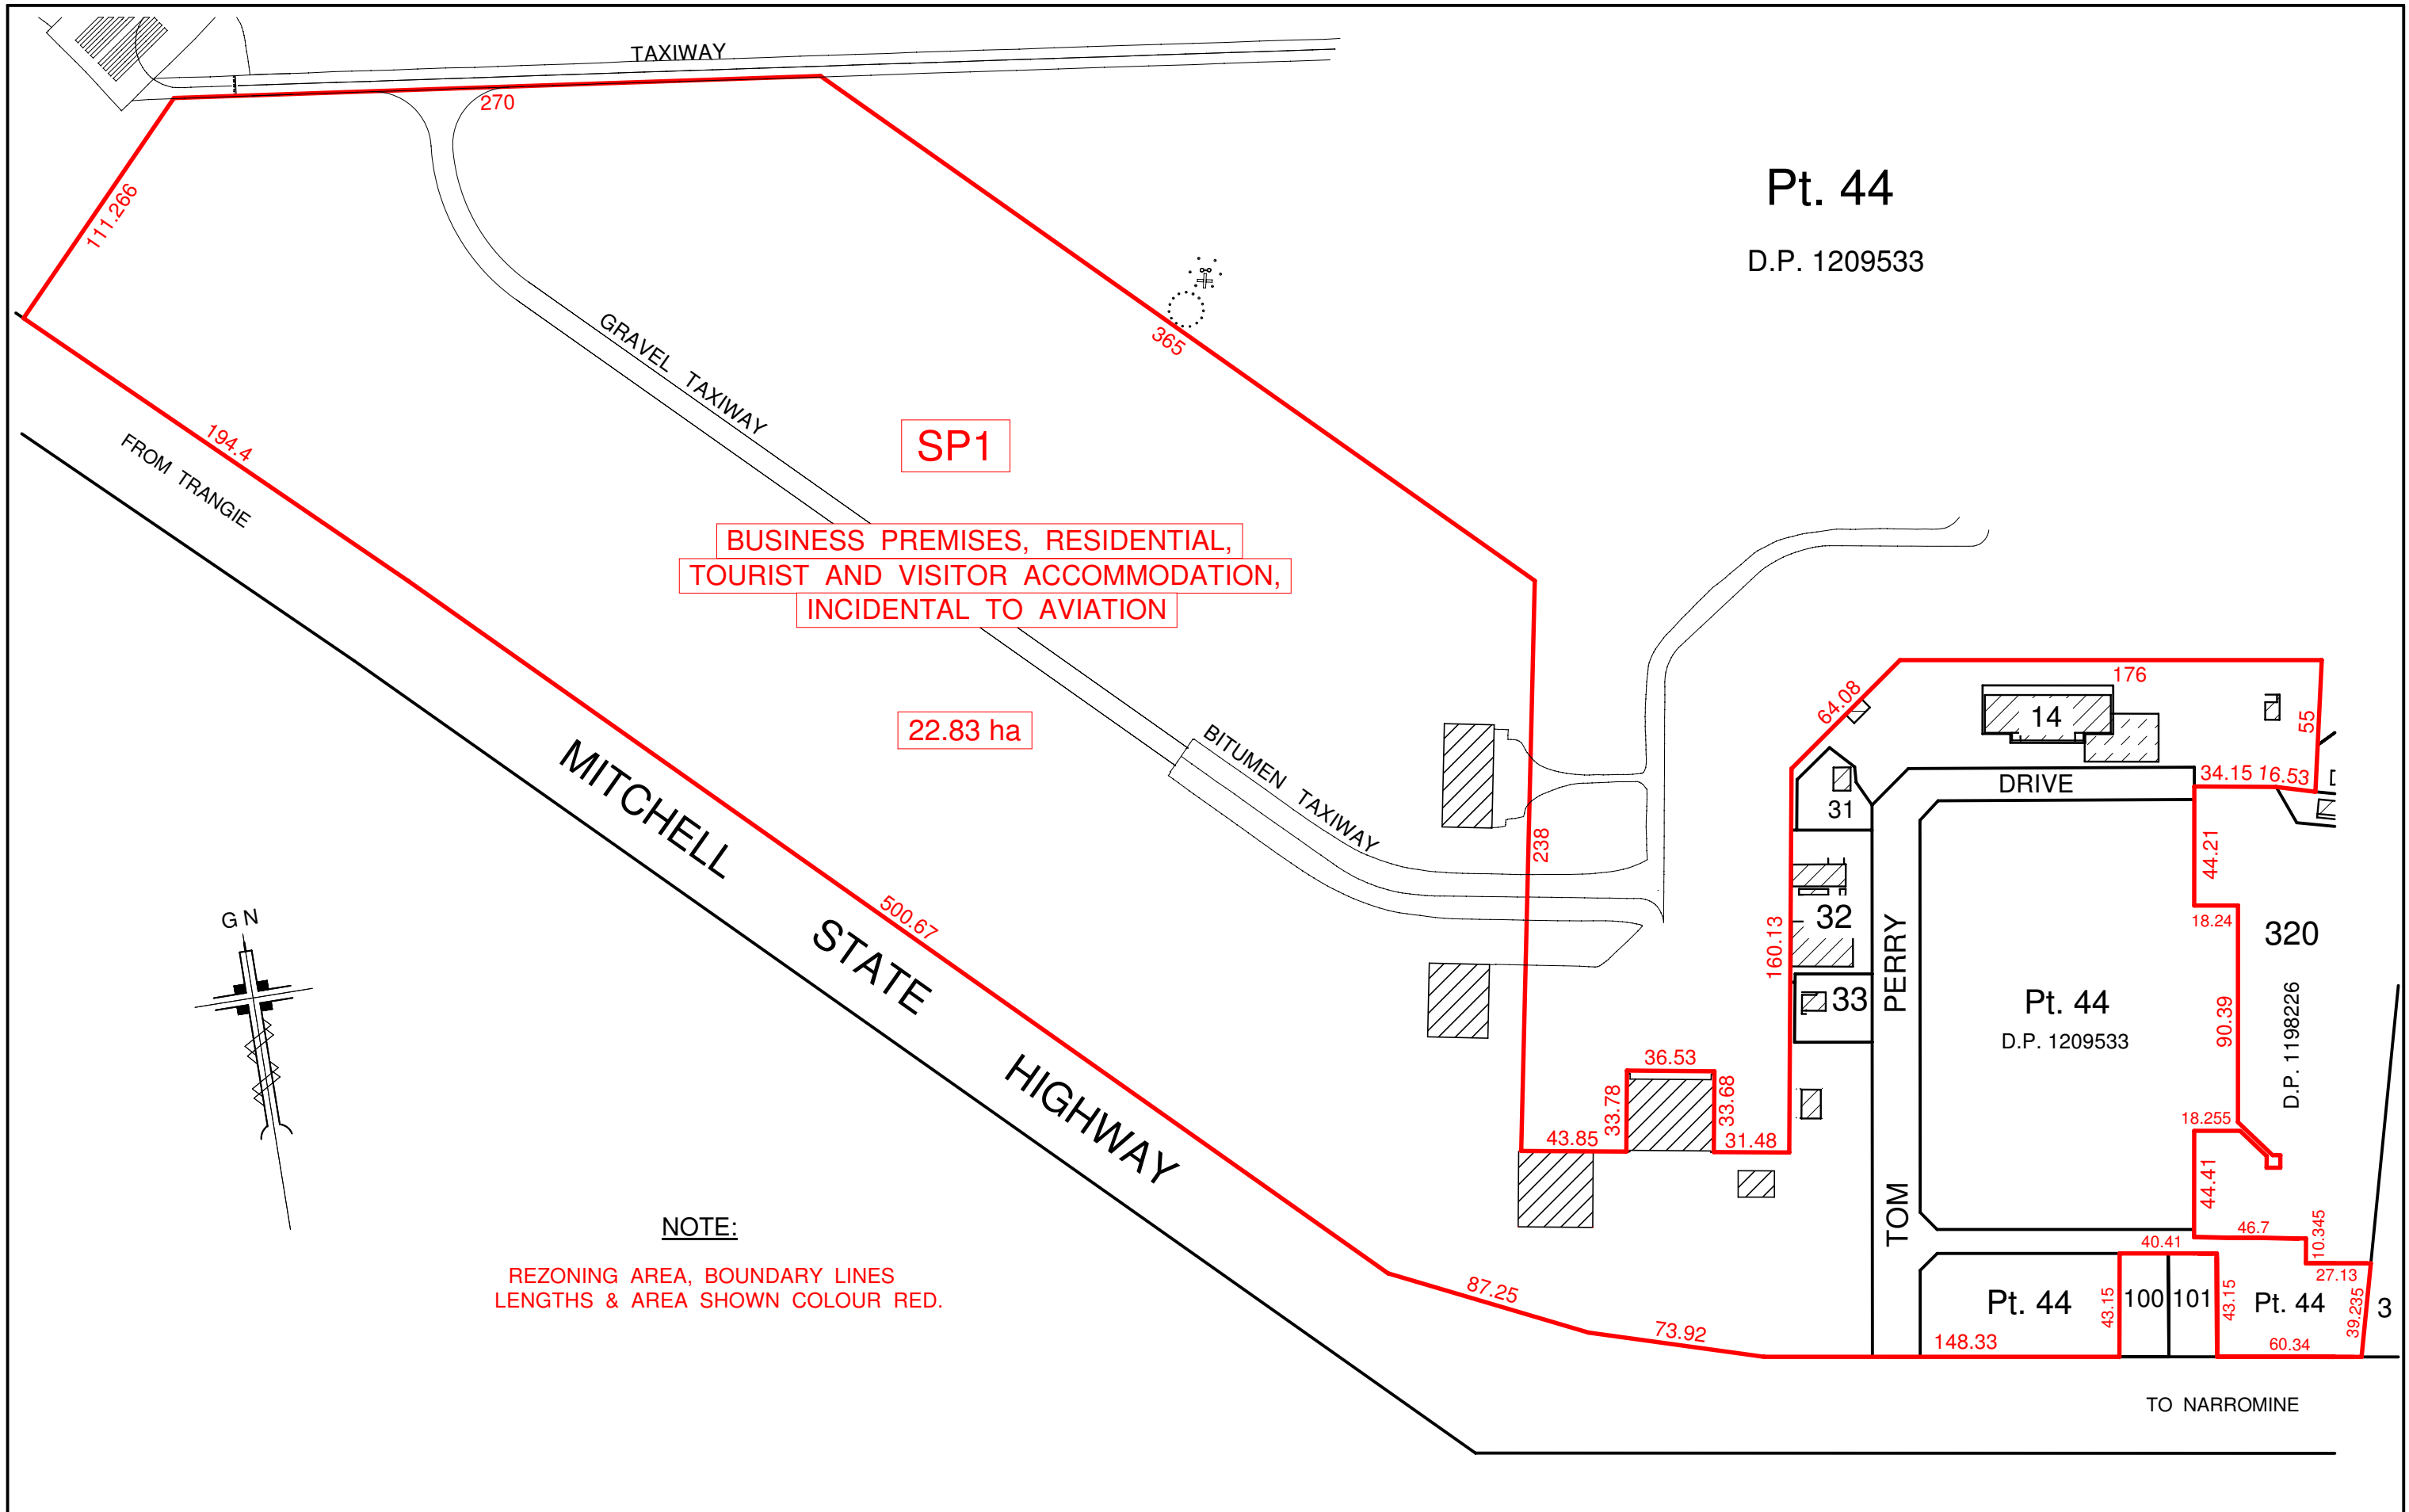 TAXIWAY
270
111.266
Pt. 44
D.P. 1209533
365
GRAVEL TAXIWAY
194.4
FROM TRANGIE
SP1
BUSINESS PREMISES, RESIDENTIAL,
TOURIST AND VISITOR ACCOMMODATION,
INCIDENTAL TO AVIATION
22.83 ha
BITUMEN TAXIWAY
238
MITCHELL
STATE
HIGHWAY
500.67
G N
NOTE:
REZONING AREA, BOUNDARY LINES
LENGTHS & AREA SHOWN COLOUR RED.
87.25
73.92
43.85
33.78
36.53
33.68
31.48
160.13
64.08
176
55
14
34.15
16.53
DRIVE
31
32
33
PERRY
TOM
44.21
18.24
90.39
320
D.P. 1198226
Pt. 44
D.P. 1209533
18.255
44.41
46.7
10.345
40.41
27.13
Pt. 44
43.15
100
101
43.15
Pt. 44
39.235
3
148.33
60.34
TO NARROMINE